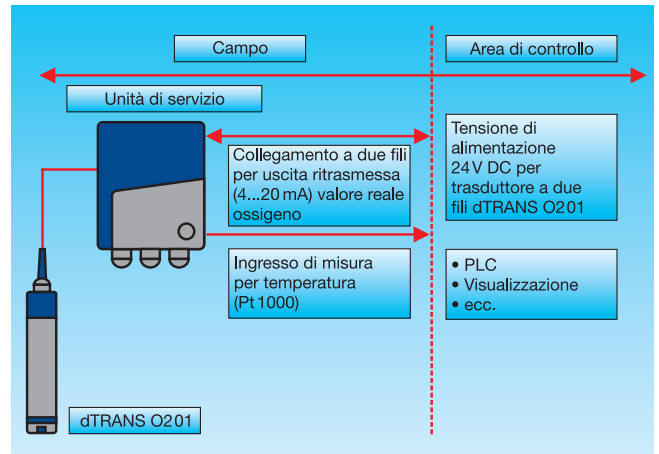 Campo
Area di controllo
Unità di servizio
Collegamento a due fili
per uscita ritrasmessa
(4...20 mA) valore reale
ossigeno
Tensione di
alimentazione
24V DC per
trasduttore a due
fili dTRANS O201
Ingresso di misura
per temperatura
(Pt 1000)
• PLC
• Visualizzazione
• ecc.
dTRANS O201